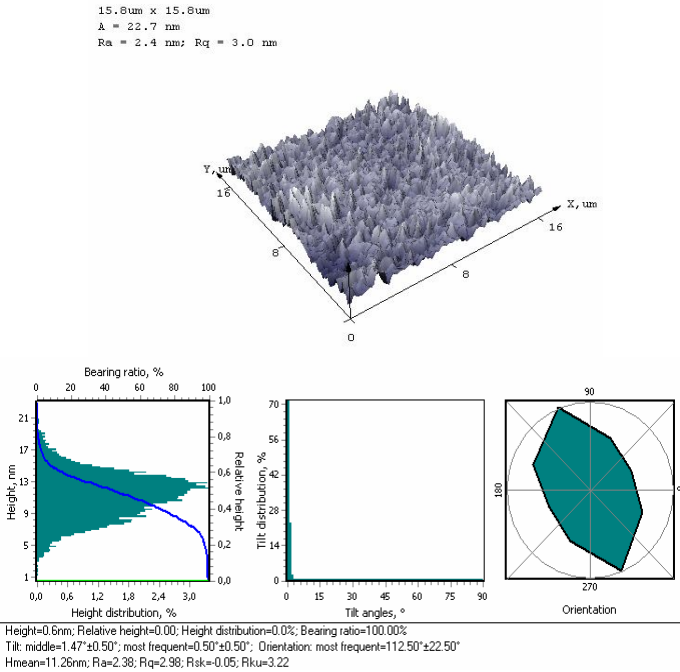 15.8um x 15.8um
A = 22.7 nm
Ra = 2.4 nm; Rq = 3.0 nm
Y,um
16
X,um
16
8
8
0
Bearing ratio, %
0 20 40 60 80 100
Height, nm
21
17
13
9
5
1
1,0
0,8
0,6
0,4
0,2
0,0
Relative height
0,0 0,6 1,2 1,8 2,4 3,0
Height distribution, %
Tilt distribution, %
70
56
42
28
14
0
0 15 30 45 60 75 90
Tilt angles, °
90
180
270
Orientation
Height=0.6nm; Relative height=0.00; Height distribution=0.0%; Bearing ratio=100.00%
Tilt: middle=1.47°±0.50°; most frequent=0.50°±0.50°; Orientation: most frequent=112.50°±22.50°
Hmean=11.26nm; Ra=2.38; Rq=2.98; Rsk=-0.05; Rku=3.22